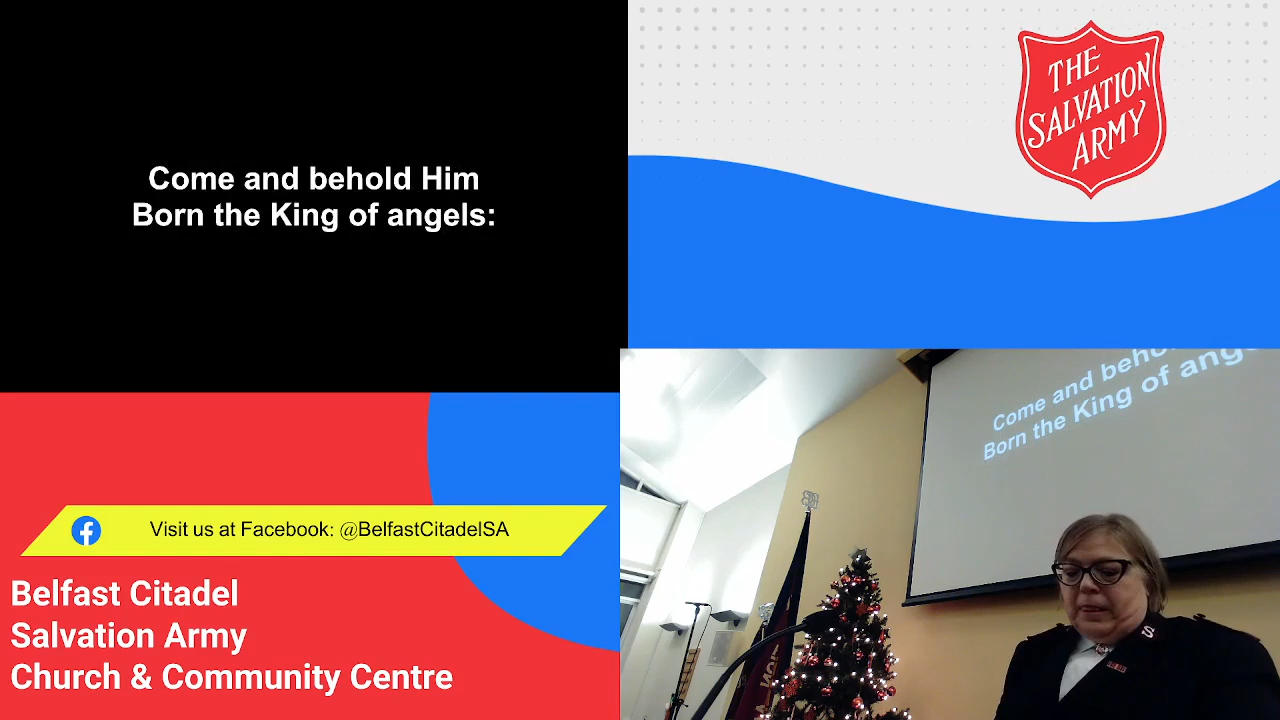 Come and behold Him
Born the King of angels:
THE
SALVATION
ARMY
Visit us at Facebook: @BelfastCitadelSA
Belfast Citadel
Salvation Army
Church & Community Centre
Come and beho
Born the King of ang
S